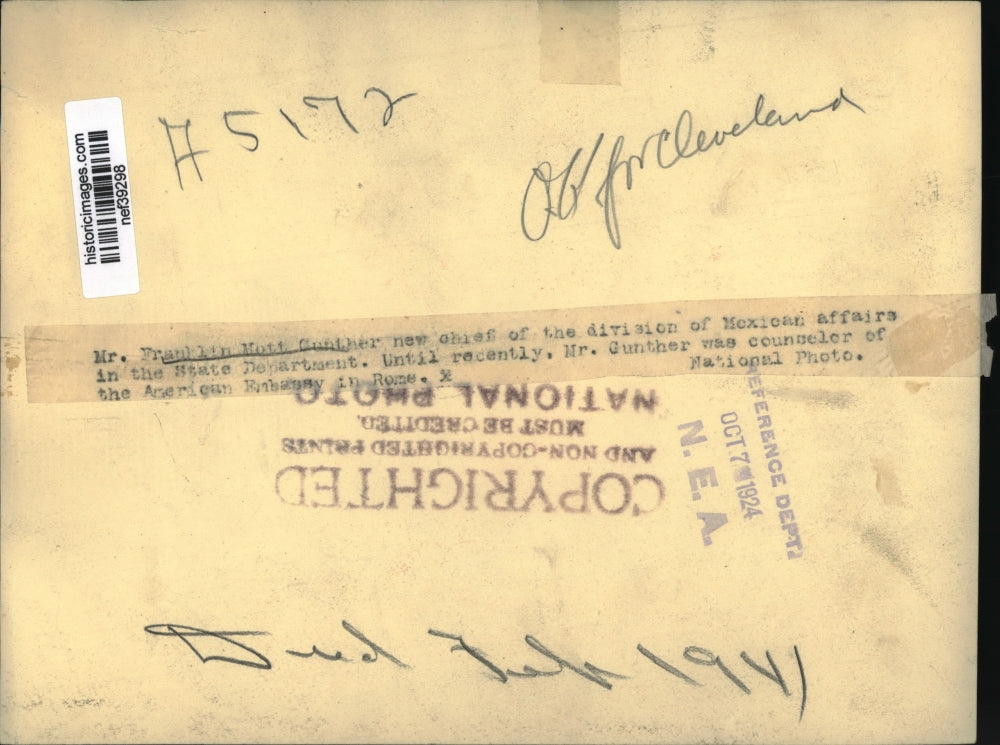 historicimages.com
nef39298
A5172
OK for Cleveland
Mr. Franklin Mott Gunther new chief of the division of Mexican affairs
in the State Department. Until recently, Mr. Gunther was counselor of
the American Embassy in Rome. X National Photo.
COPYRIGHTED
AND NON-COPYRIGHTED PRINTS
MUST BE CREDITED.
NATIONAL PHOTO
REFERENCE DEPT.
OCT 7 1924
N. E. A.
Died Feb 1941